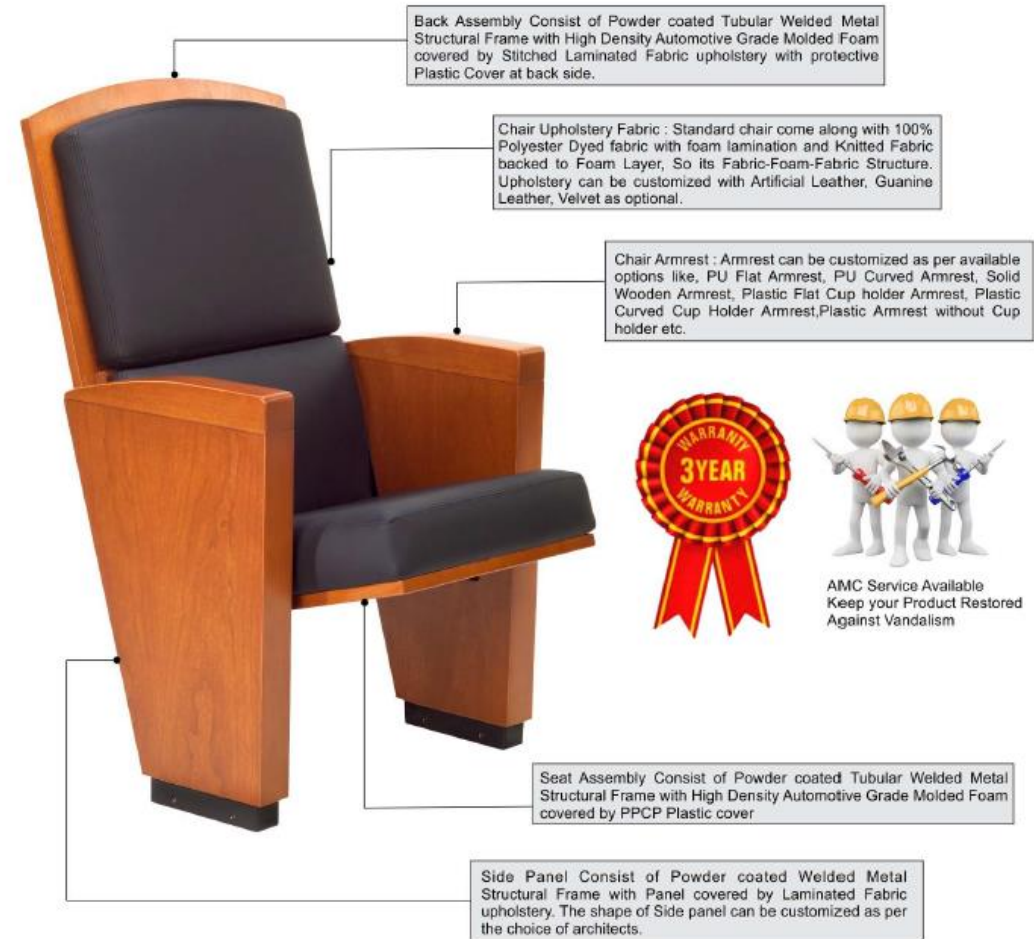 Back Assembly Consist of Powder coated Tubular Welded Metal
Structural Frame with High Density Automotive Grade Molded Foam
covered by Stitched Laminated Fabric upholstery with protective
Plastic Cover at back side.
Chair Upholstery Fabric : Standard chair come along with 100%
Polyester Dyed fabric with foam lamination and Knitted Fabric
backed to Foam Layer, So its Fabric-Foam-Fabric Structure.
Upholstery can be customized with Artificial Leather, Guanine
Leather, Velvet as optional.
Chair Armrest : Armrest can be customized as per available
options like, PU Flat Armrest, PU Curved Armrest, Solid
Wooden Armrest, Plastic Flat Cup holder Armrest, Plastic
Curved Cup Holder Armrest,Plastic Armrest without Cup
holder etc.
WARRANTY
3YEAR
WARRANTY
AMC Service Available
Keep your Product Restored
Against Vandalism
Seat Assembly Consist of Powder coated Tubular Welded Metal
Structural Frame with High Density Automotive Grade Molded Foam
covered by PPCP Plastic cover
Side Panel Consist of Powder coated Welded Metal
Structural Frame with Panel covered by Laminated Fabric
upholstery. The shape of Side panel can be customized as per
the choice of architects.